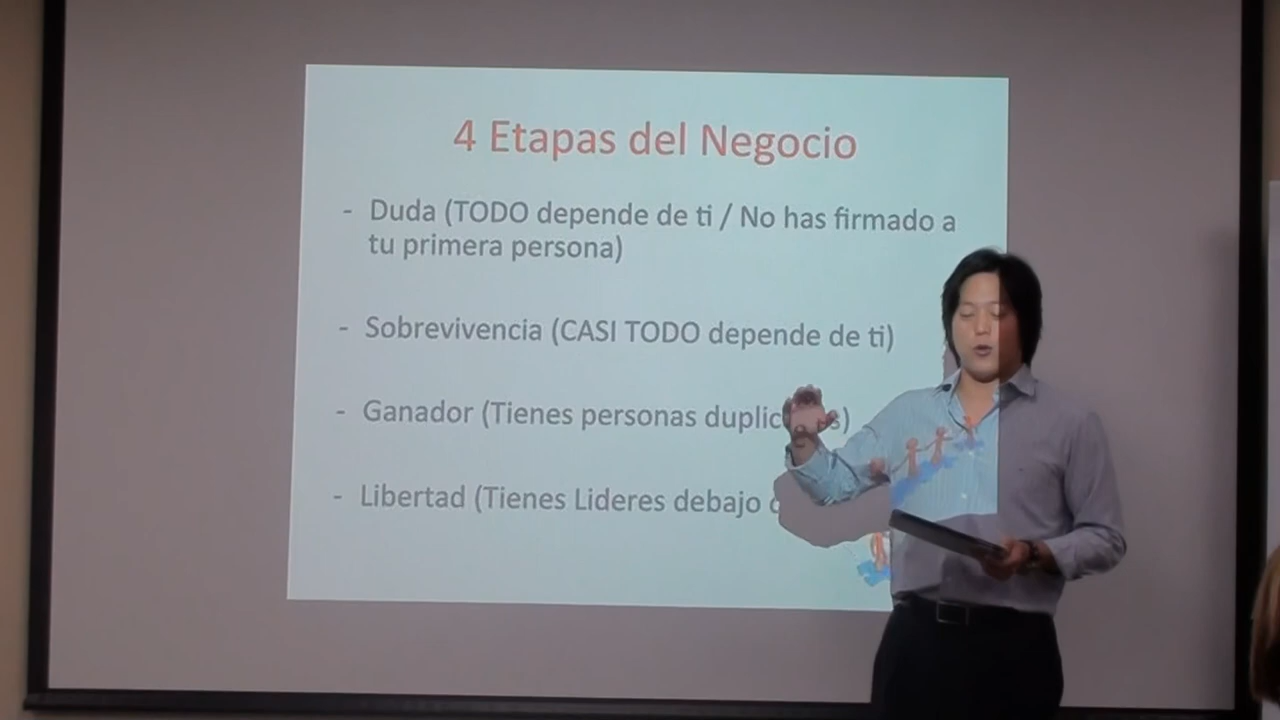 4 Etapas del Negocio
- Duda (TODO depende de ti / No has firmado a
tu primera persona)
- Sobrevivencia (CASI TODO depende de ti)
- Ganador (Tienes personas
- Libertad (Tienes Lideres debajo